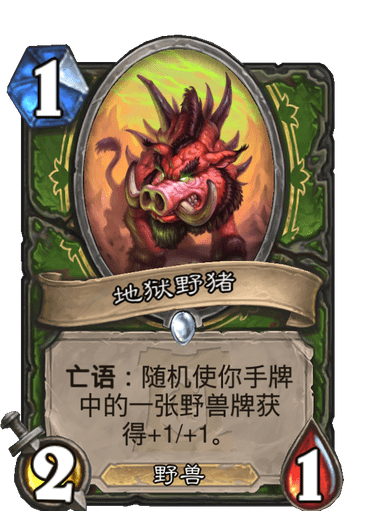 1
地狱野猪
亡语：随机使你手牌
中的一张野兽牌获
得+1/+1。
2
野兽
1